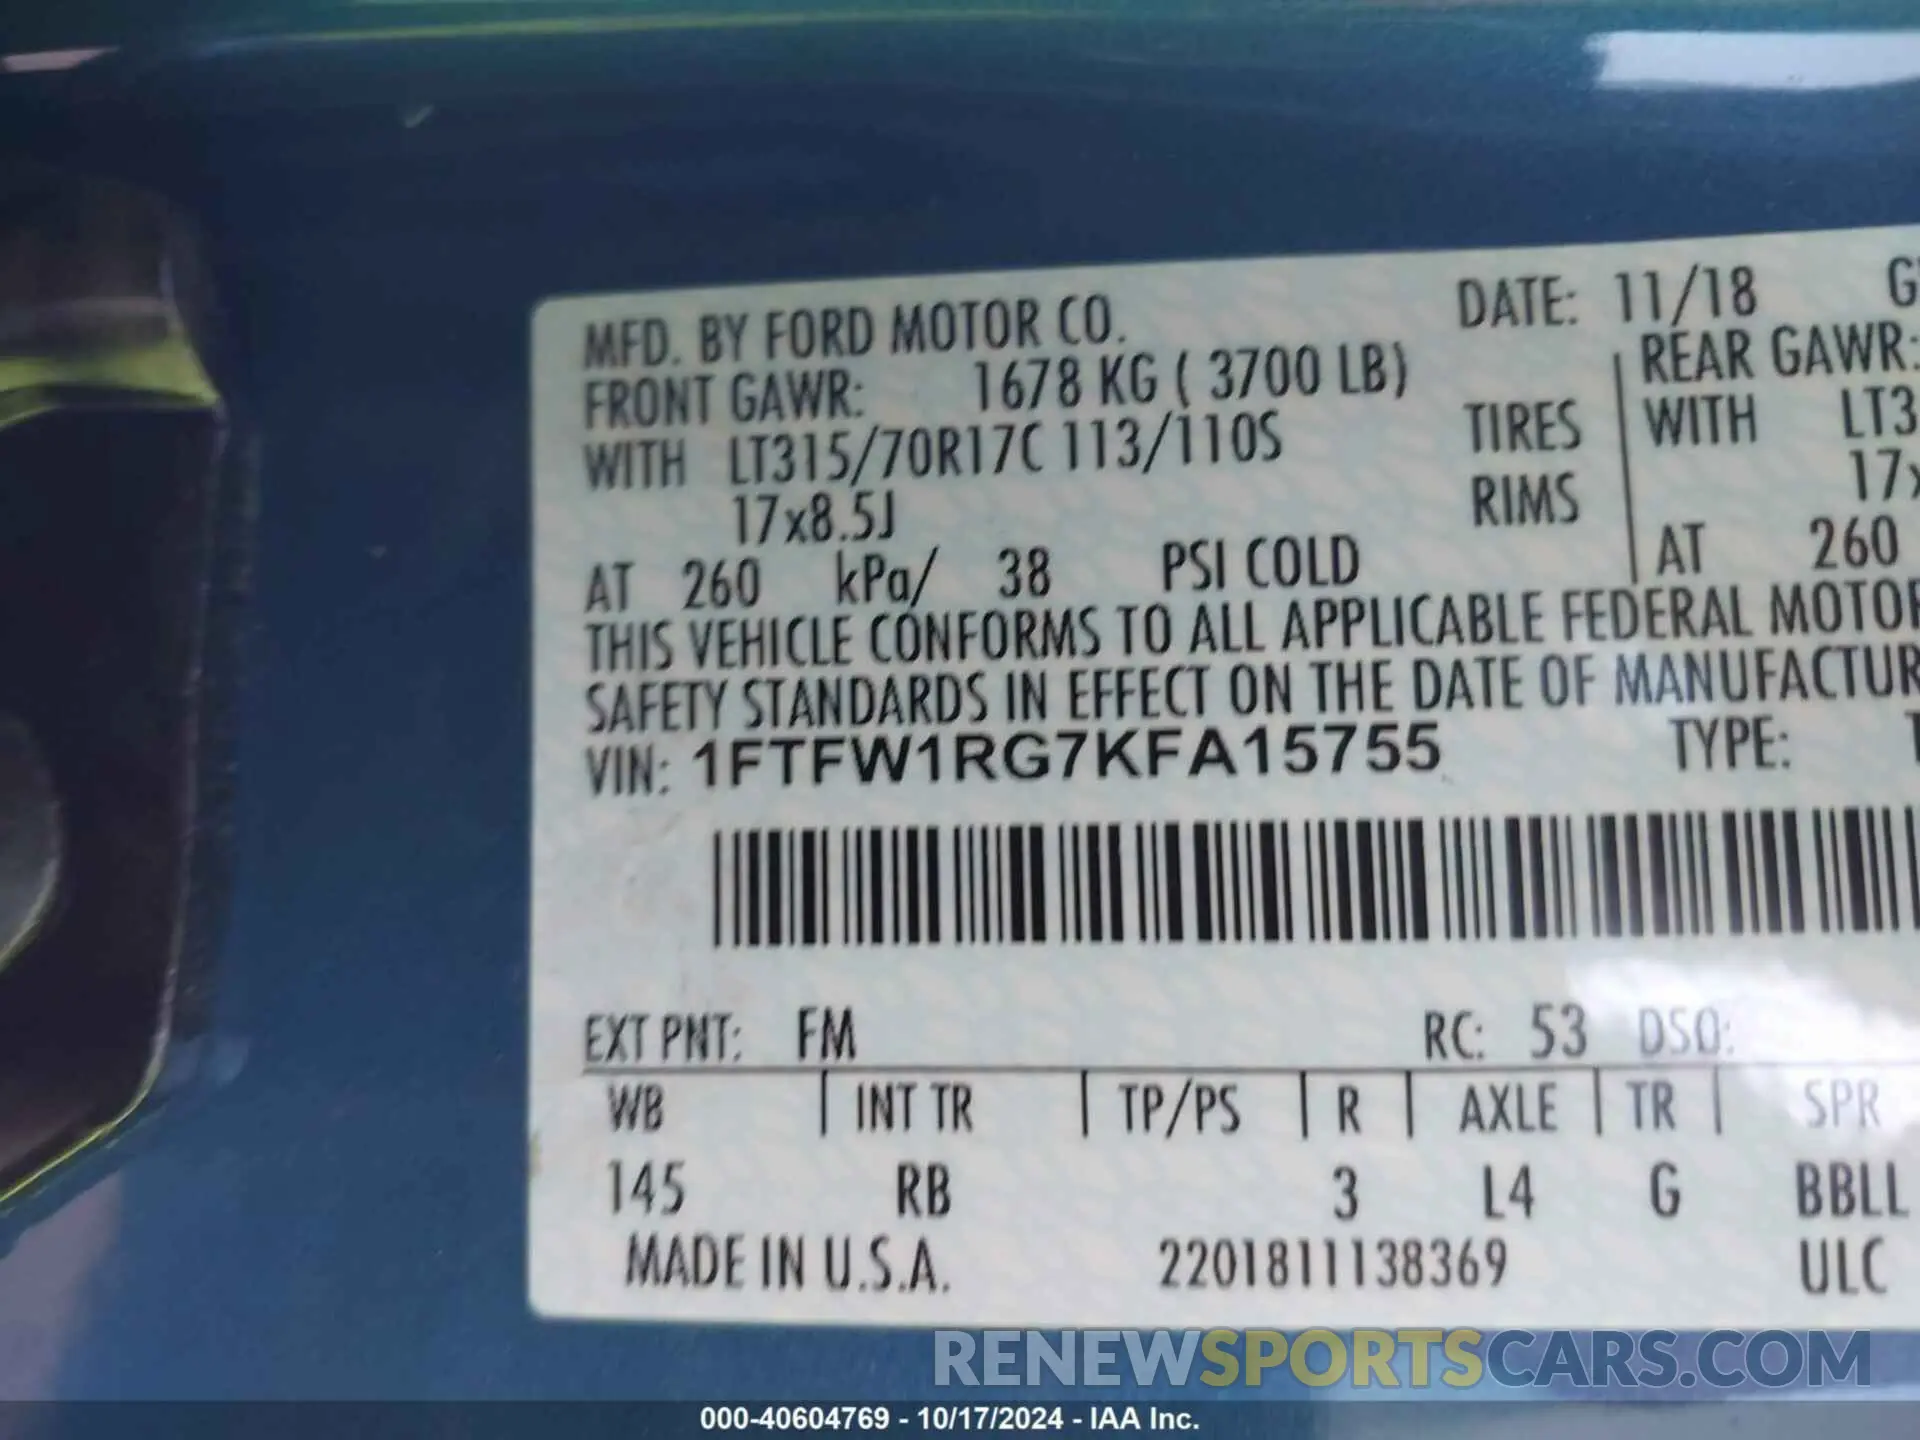 MFD. BY FORD MOTOR CO. DATE: 11/18
FRONT GAWR: 1678 KG ( 3700 LB) REAR GAWR:
WITH LT315/70R17C 113/110S TIRES WITH LT3
17x8.5J RIMS 17x
AT 260 kPa/ 38 PSI COLD AT 260
THIS VEHICLE CONFORMS TO ALL APPLICABLE FEDERAL MOTOR
SAFETY STANDARDS IN EFFECT ON THE DATE OF MANUFACTUR
VIN: 1FTFW1RG7KFA15755 TYPE:
EXT PNT: FM RC: 53 DSO:
WB INT TR TP/PS R AXLE TR SPR
145 RB 3 L4 G BBLL
MADE IN U.S.A. 2201811138369 ULC
RENEWSPORTSCARS.COM
000-40604769 - 10/17/2024 - IAA Inc.